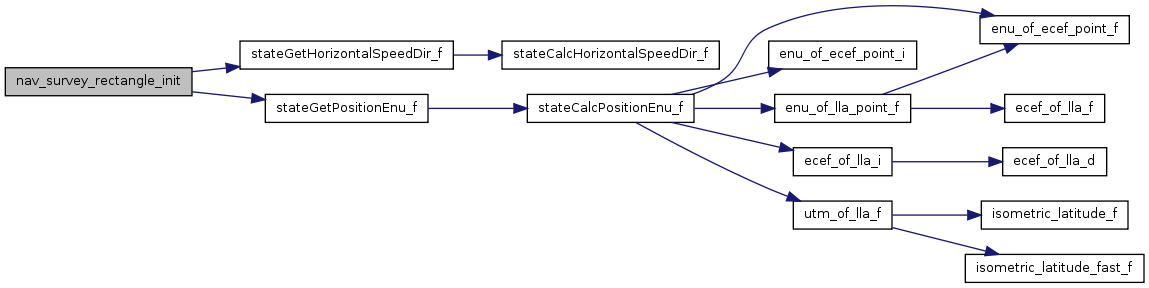 nav_survey_rectangle_init
stateGetHorizontalSpeedDir_f
stateCalcHorizontalSpeedDir_f
stateGetPositionEnu_f
stateCalcPositionEnu_f
enu_of_ecef_point_f
enu_of_ecef_point_i
enu_of_lla_point_f
ecef_of_lla_f
ecef_of_lla_i
ecef_of_lla_d
utm_of_lla_f
isometric_latitude_f
isometric_latitude_fast_f